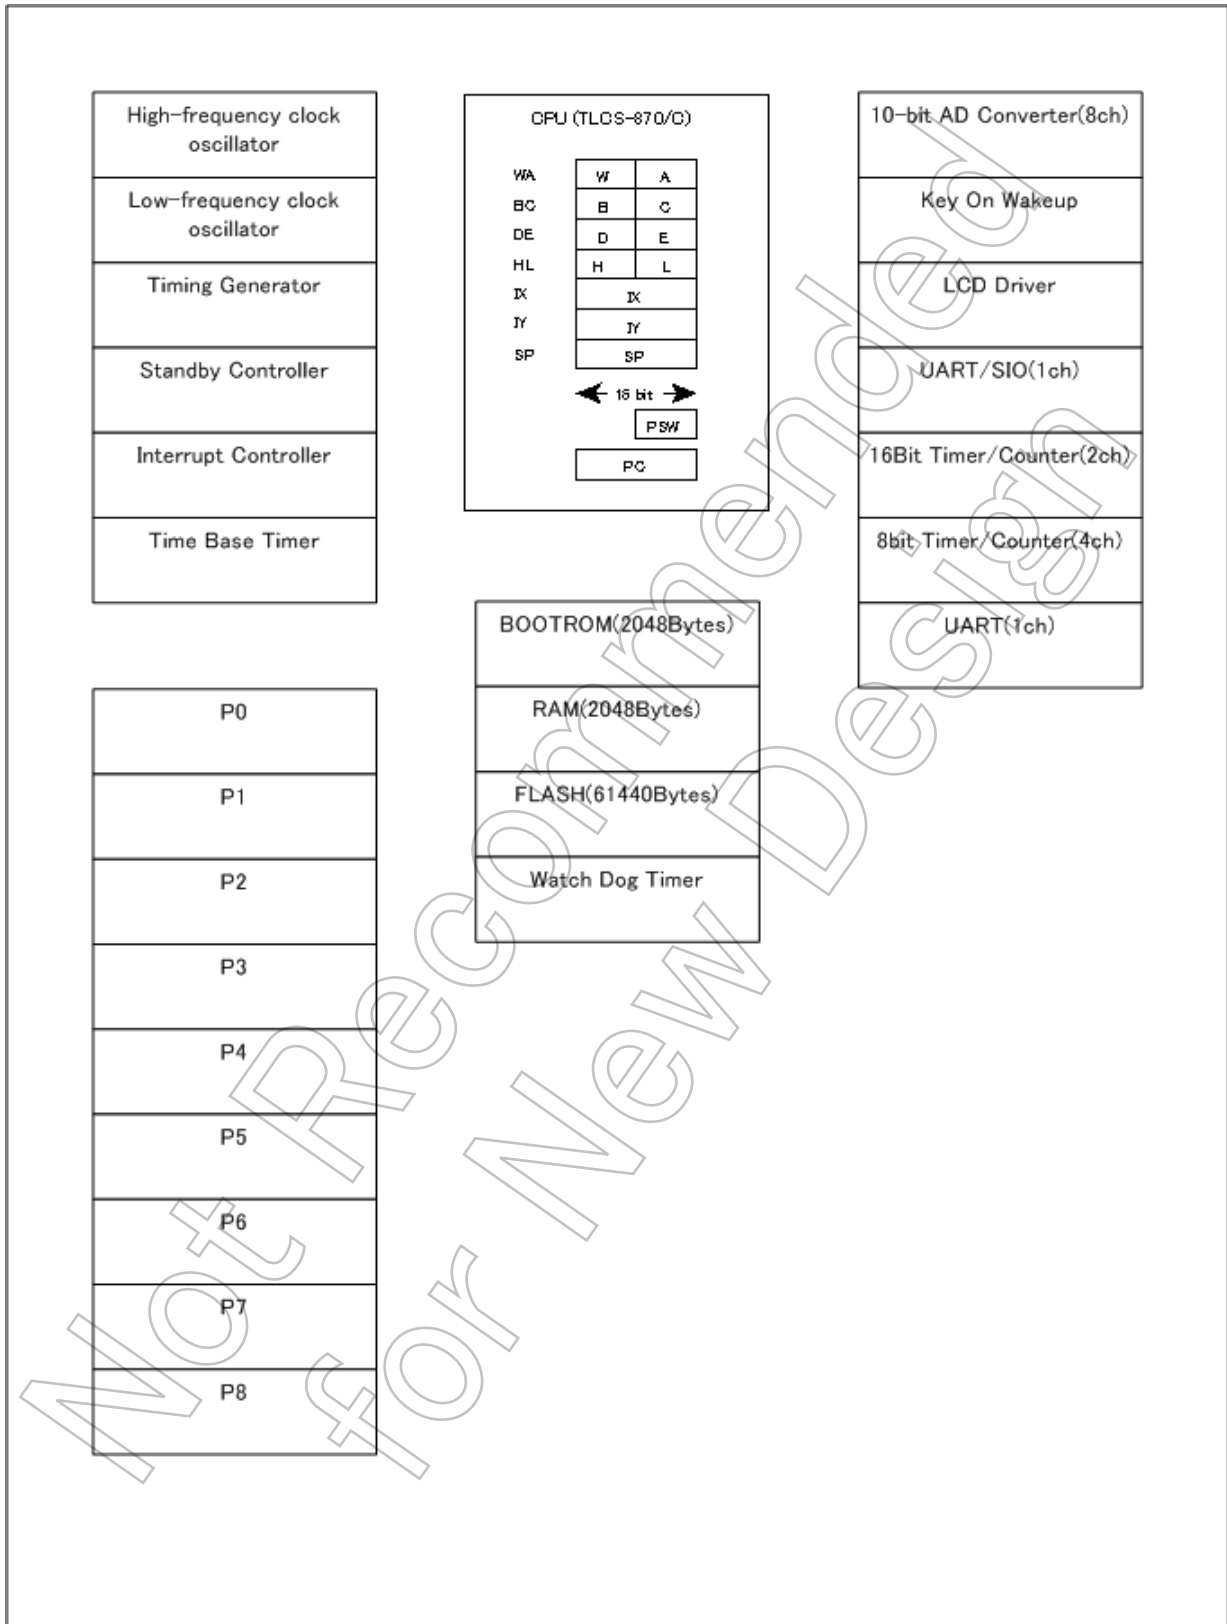 High-frequency clock
oscillator
Low-frequency clock
oscillator
Timing Generator
Standby Controller
Interrupt Controller
Time Base Timer
P0
P1
P2
P3
P4
P5
P6
P7
P8
CPU (TLCS-870/C)
WA W A
BC B C
DE D E
HL H L
IX IX
IY IY
SP SP
16 bit
PSW
PC
BOOTROM(2048Bytes)
RAM(2048Bytes)
FLASH(61440Bytes)
Watch Dog Timer
10-bit AD Converter(8ch)
Key On Wakeup
LCD Driver
UART/SIO(1ch)
16Bit Timer/Counter(2ch)
8bit Timer/Counter(4ch)
UART(1ch)
Not Recommended
for New Design